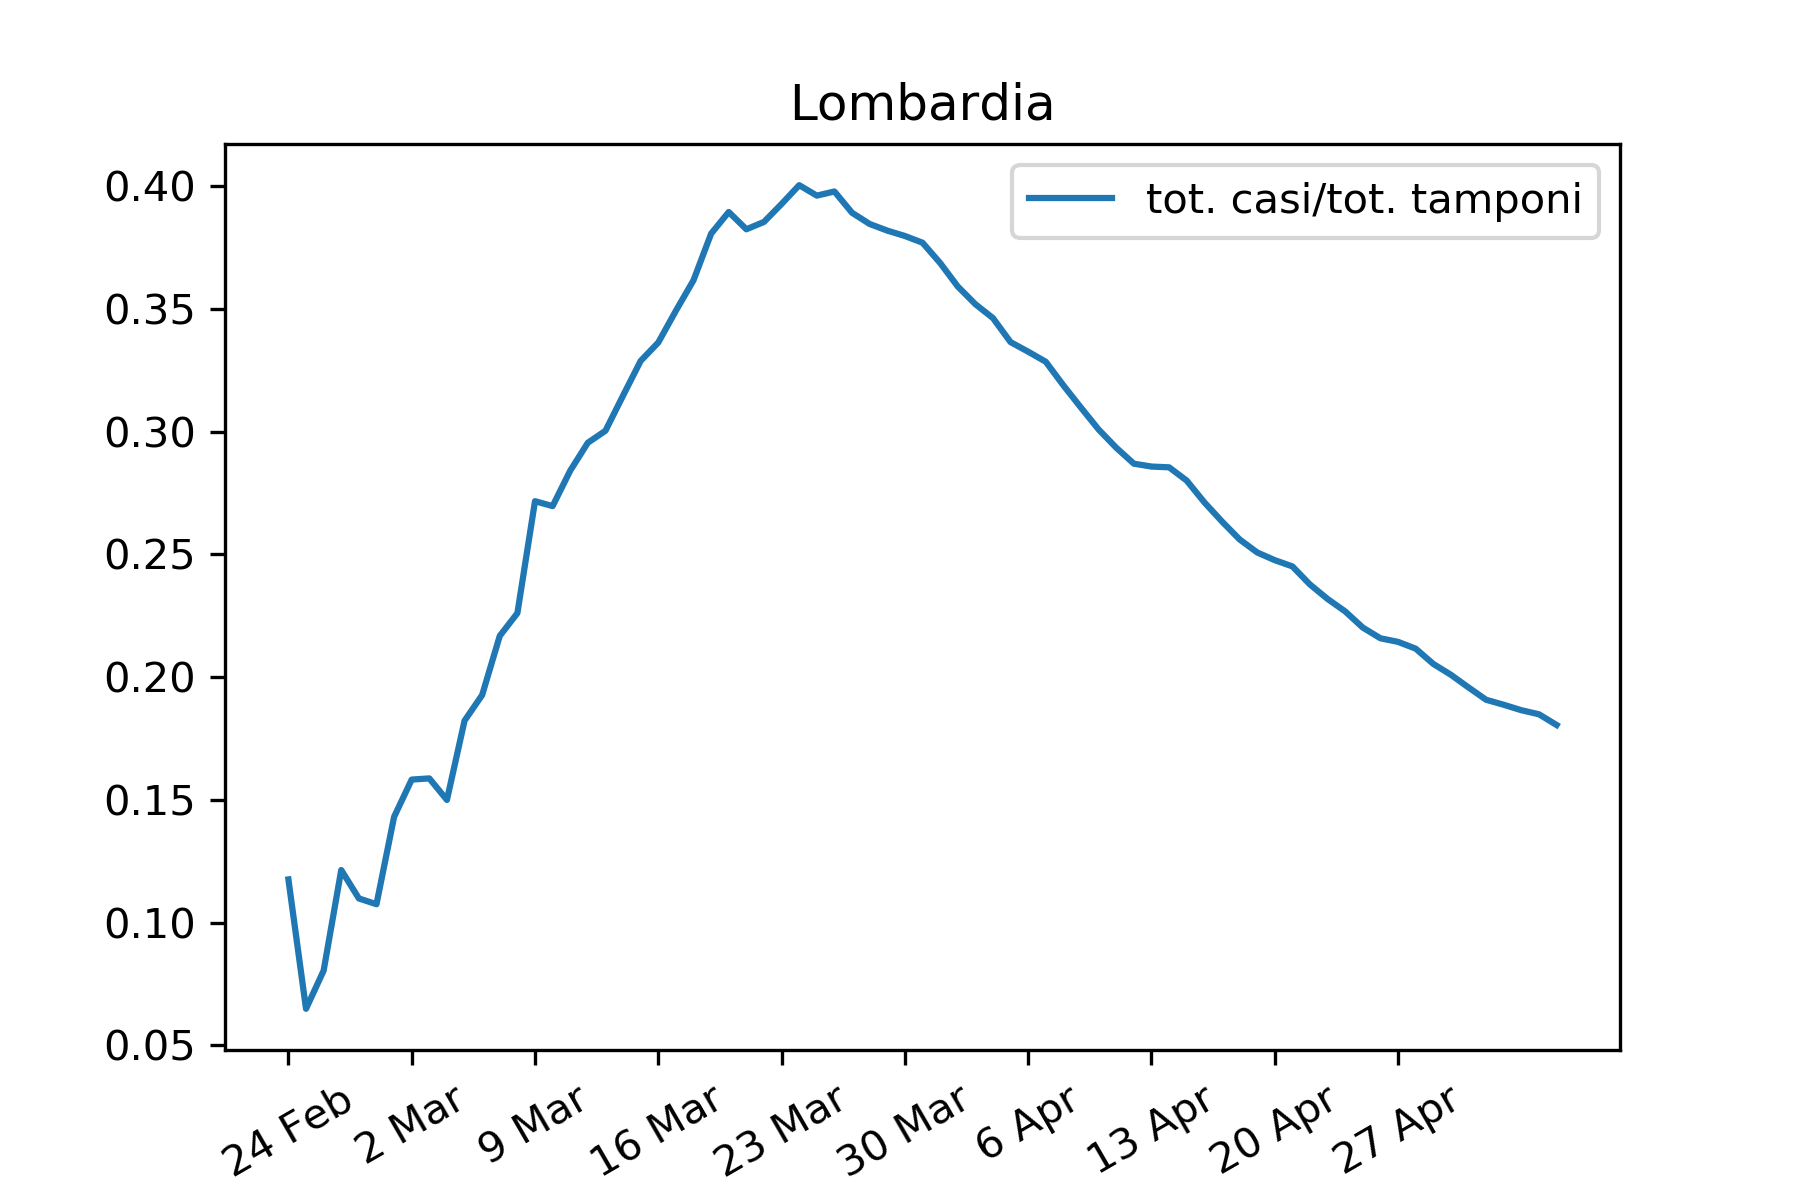 Lombardia
tot. casi/tot. tamponi
0.40
0.35
0.30
0.25
0.20
0.15
0.10
0.05
24 Feb
2 Mar
9 Mar
16 Mar
23 Mar
30 Mar
6 Apr
13 Apr
20 Apr
27 Apr